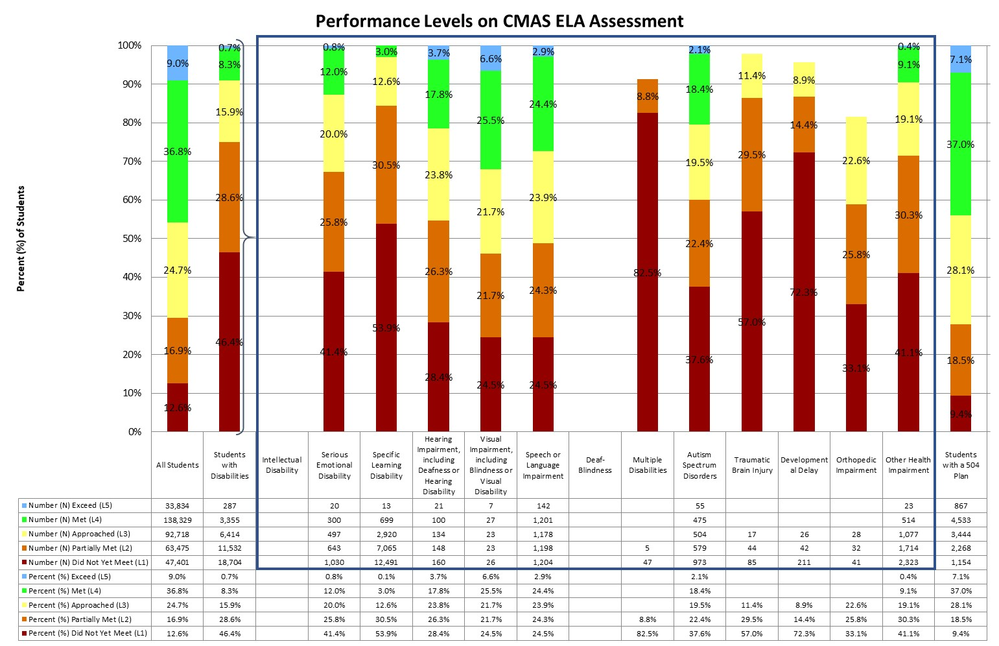 Performance Levels on CMAS ELA Assessment
Percent (%) of Students
100%
90%
80%
70%
60%
50%
40%
30%
20%
10%
0%
9.0%
36.8%
24.7%
16.9%
12.6%
0.7%
8.3%
15.9%
28.6%
46.4%
0.8%
12.0%
20.0%
25.8%
41.4%
3.0%
12.6%
30.5%
53.9%
3.7%
17.8%
23.8%
26.3%
28.4%
6.6%
25.5%
21.7%
21.7%
24.5%
2.9%
24.4%
23.9%
24.3%
24.5%
8.8%
82.5%
2.1%
18.4%
19.5%
22.4%
37.6%
11.4%
29.5%
57.0%
8.9%
14.4%
72.3%
22.6%
25.8%
33.1%
0.4%
9.1%
19.1%
30.3%
41.1%
7.1%
37.0%
28.1%
18.5%
9.4%
All Students
Students
with
Disabilities
Intellectual
Disability
Serious
Emotional
Disability
Specific
Learning
Disability
Hearing
Impairment,
including
Deafness or
Hearing
Disability
Visual
Impairment,
including
Blindness or
Visual
Disability
Speech or
Language
Impairment
Deaf-
Blindness
Multiple
Disabilities
Autism
Spectrum
Disorders
Traumatic
Brain Injury
Development
al Delay
Orthopedic
Impairment
Other Health
Impairment
Students
with a 504
Plan
Number (N) Exceed (L5) 33,834 287 20 13 21 7 142 55 23 867
Number (N) Met (L4) 138,329 3,355 300 699 100 27 1,201 475 514 4,533
Number (N) Approached (L3) 92,718 6,414 497 2,920 134 23 1,178 504 17 26 28 1,077 3,444
Number (N) Partially Met (L2) 63,475 11,532 643 7,065 148 23 1,198 5 579 44 42 32 1,714 2,268
Number (N) Did Not Yet Meet (L1) 47,401 18,704 1,030 12,491 160 26 1,204 47 973 85 211 41 2,323 1,154
Percent (%) Exceed (L5) 9.0% 0.7% 0.8% 0.1% 3.7% 6.6% 2.9% 2.1% 0.4% 7.1%
Percent (%) Met (L4) 36.8% 8.3% 12.0% 3.0% 17.8% 25.5% 24.4% 18.4% 9.1% 37.0%
Percent (%) Approached (L3) 24.7% 15.9% 20.0% 12.6% 23.8% 21.7% 23.9% 19.5% 11.4% 8.9% 22.6% 19.1% 28.1%
Percent (%) Partially Met (L2) 16.9% 28.6% 25.8% 30.5% 26.3% 21.7% 24.3% 8.8% 22.4% 29.5% 14.4% 25.8% 30.3% 18.5%
Percent (%) Did Not Yet Meet (L1) 12.6% 46.4% 41.4% 53.9% 28.4% 24.5% 24.5% 82.5% 37.6% 57.0% 72.3% 33.1% 41.1% 9.4%